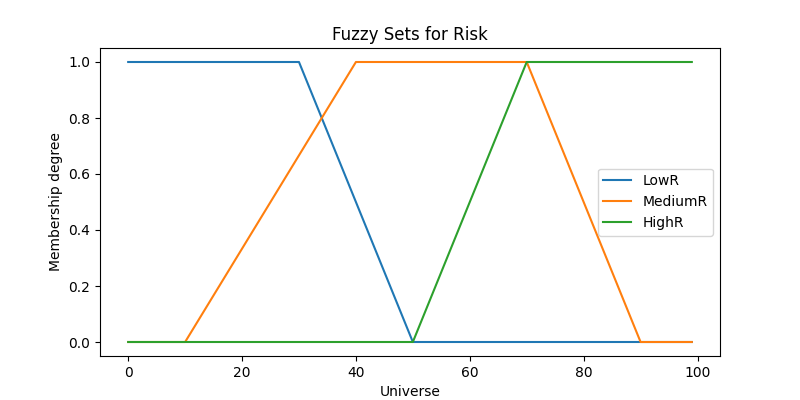 Fuzzy Sets for Risk
Membership degree
1.0
0.8
0.6
0.4
0.2
0.0
LowR
MediumR
HighR
0 20 40 60 80 100
Universe